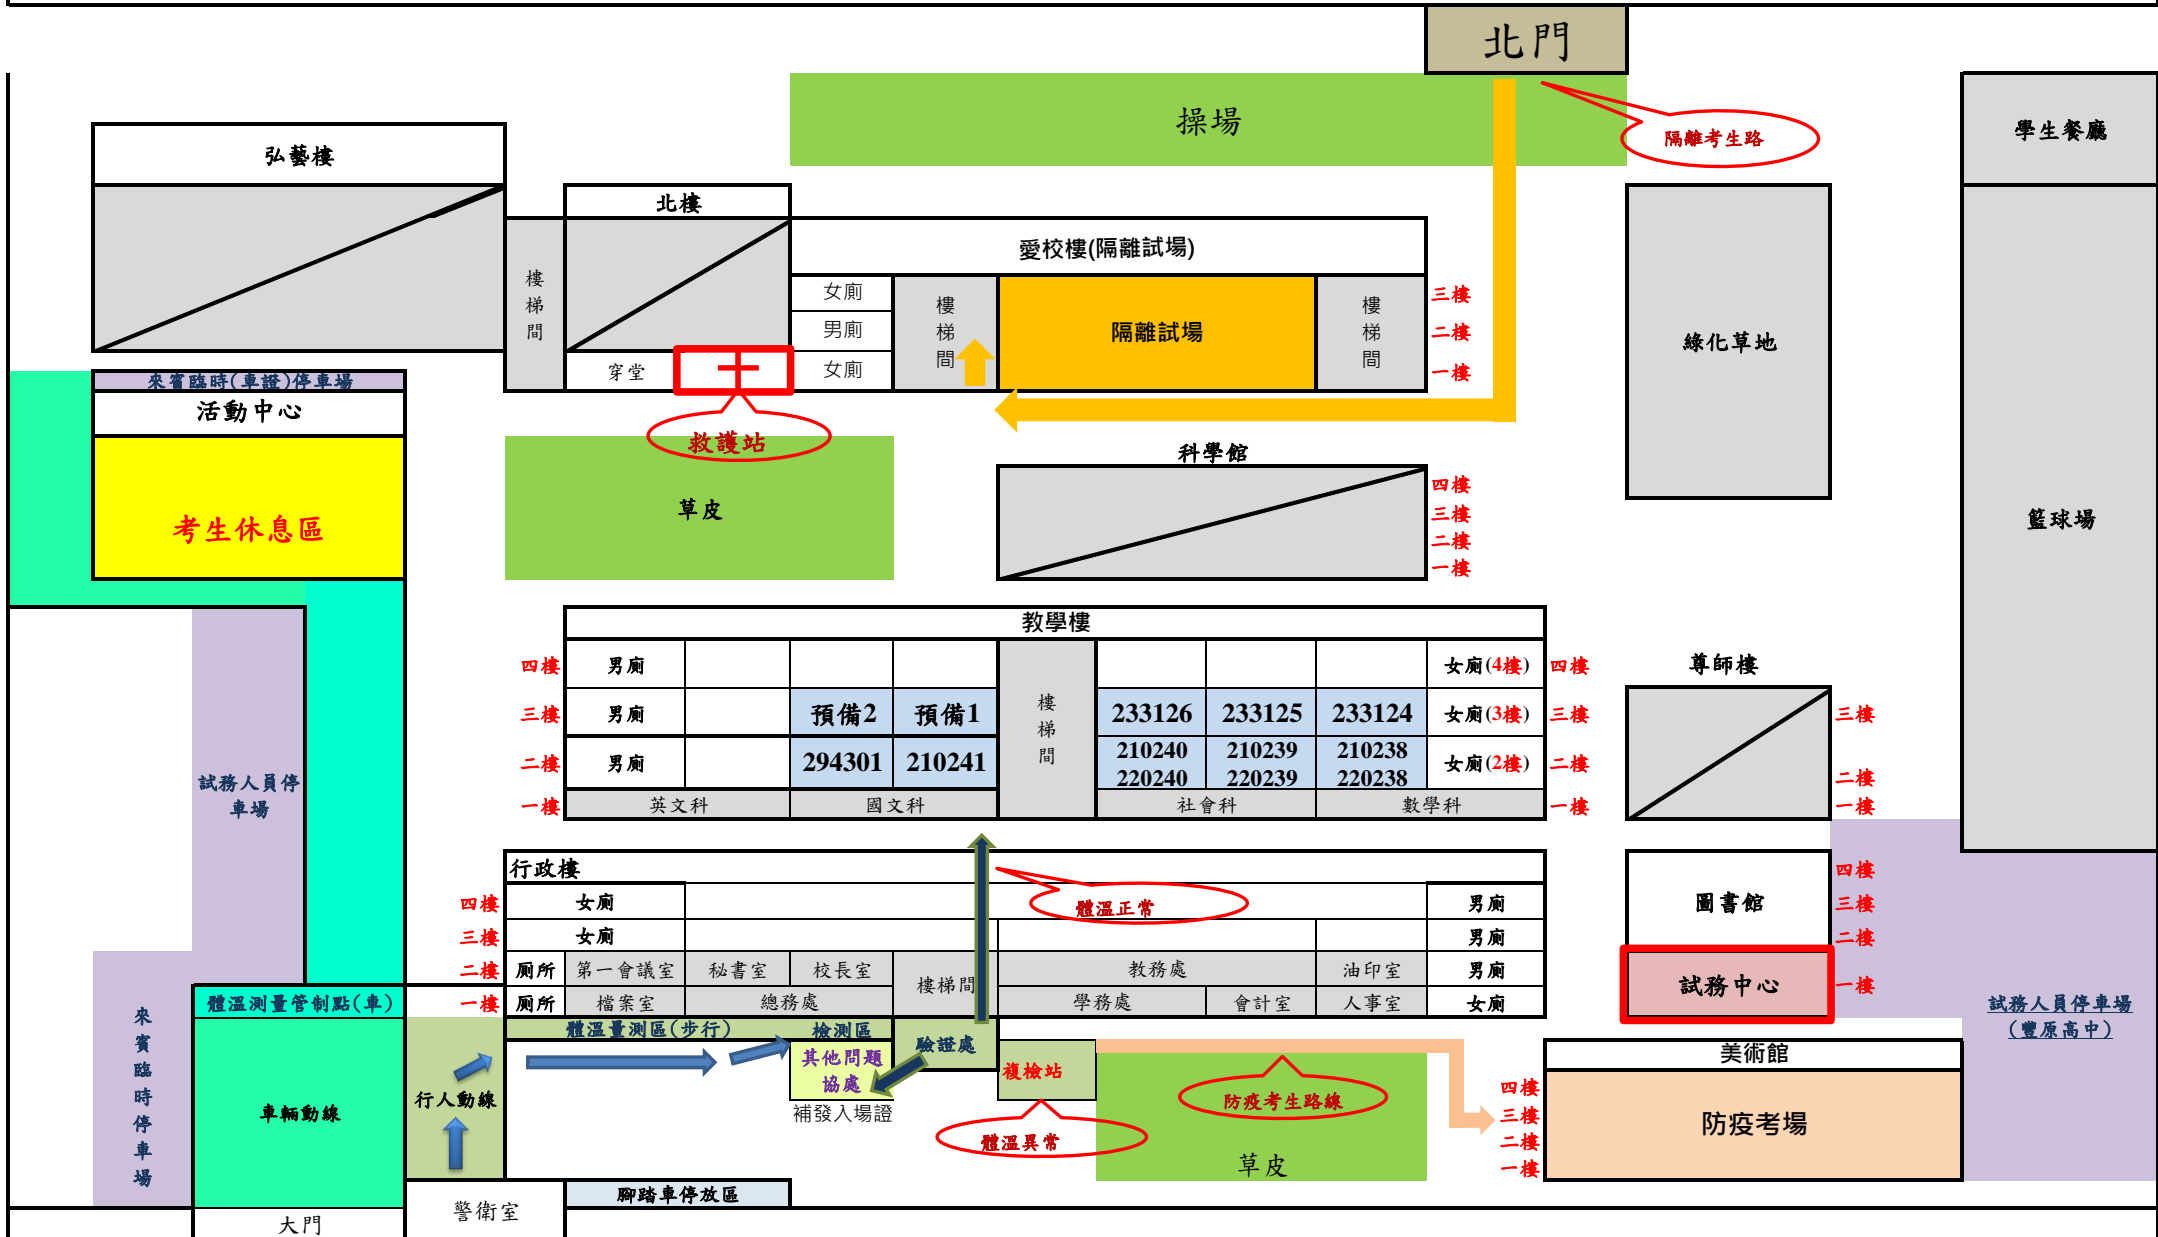 北門
操場
隔離考生路
學生餐廳
弘藝樓
北樓
愛校樓(隔離試場)
樓梯間
女廁
男廁
女廁
樓梯間
隔離試場
樓梯間
三樓
二樓
一樓
穿堂
救護站
綠化草地
籃球場
來賓臨時(車證)停車場
活動中心
考生休息區
草皮
科學館
四樓
三樓
二樓
一樓
教學樓
四樓
男廁
樓梯間
女廁(4樓)
四樓
三樓
男廁
預備2
預備1
233126
233125
233124
女廁(3樓)
三樓
二樓
男廁
294301
210241
210240
220240
210239
220239
210238
220238
女廁(2樓)
二樓
一樓
英文科
國文科
社會科
數學科
一樓
尊師樓
三樓
二樓
一樓
試務人員停
車場
行政樓
體溫正常
四樓
女廁
男廁
三樓
女廁
男廁
二樓
廁所
第一會議室
秘書室
校長室
樓梯間
教務處
油印室
男廁
一樓
廁所
檔案室
總務處
學務處
會計室
人事室
女廁
圖書館
四樓
三樓
二樓
試務中心
一樓
試務人員停車場
(豐原高中)
來賓臨時停車場
體溫測量管制點(車)
車輛動線
行人動線
體溫量測區(步行)
檢測區
其他問題
協處
補發入場證
驗證處
複檢站
體溫異常
防疫考生路線
草皮
美術館
防疫考場
四樓
三樓
二樓
一樓
腳踏車停放區
警衛室
大門